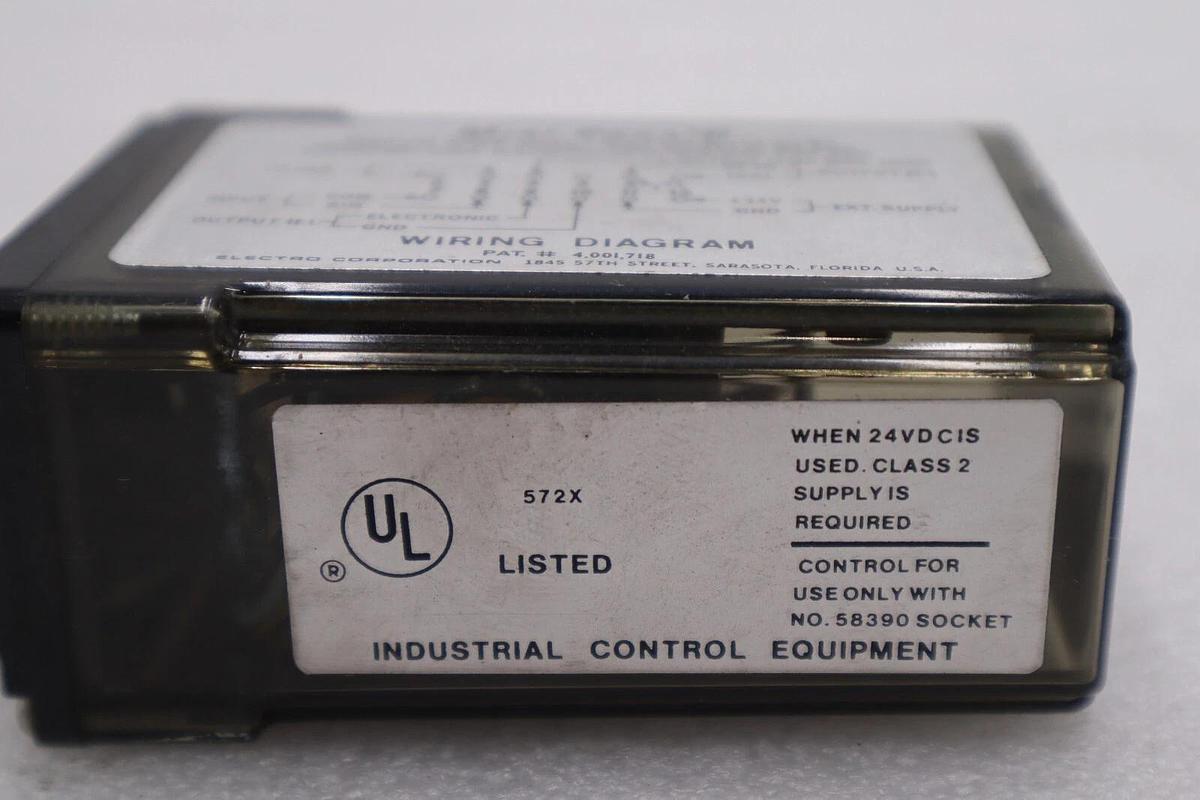 INPUT
OUTPUT #1
ELECTRONIC
GND
+24V
GND
EXT. SUPPLY
WIRING DIAGRAM
PAT. # 4,001,718
ELECTRO CORPORATION 1845 57TH STREET, SARASOTA, FLORIDA U.S.A.
UL
®
572X
LISTED
WHEN 24VDC IS
USED. CLASS 2
SUPPLY IS
REQUIRED
CONTROL FOR
USE ONLY WITH
NO. 58390 SOCKET
INDUSTRIAL CONTROL EQUIPMENT